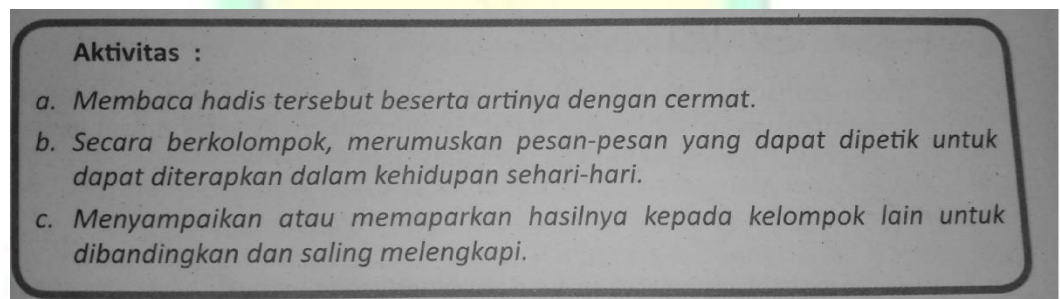 Aktivitas :
a. Membaca hadis tersebut beserta artinya dengan cermat.
b. Secara berkolompok, merumuskan pesan-pesan yang dapat dipetik untuk
dapat diterapkan dalam kehidupan sehari-hari.
c. Menyampaikan atau memaparkan hasilnya kepada kelompok lain untuk
dibandingkan dan saling melengkapi.